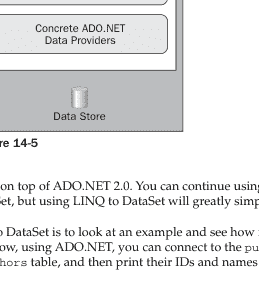 Concrete ADO.NET
Data Providers
Data Store
re 14-5
on top of ADO.NET 2.0. You can continue using
Set, but using LINQ to DataSet will greatly simp
o DataSet is to look at an example and see how
ow, using ADO.NET, you can connect to the pu
hors table, and then print their IDs and names